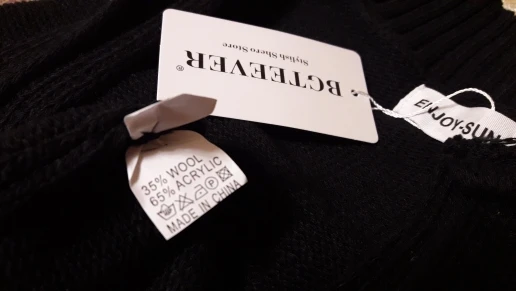 BCTEEVER®
Stylish Shero Store
ENJOY-SUN
35% WOOL
65% ACRYLIC
MADE IN CHINA